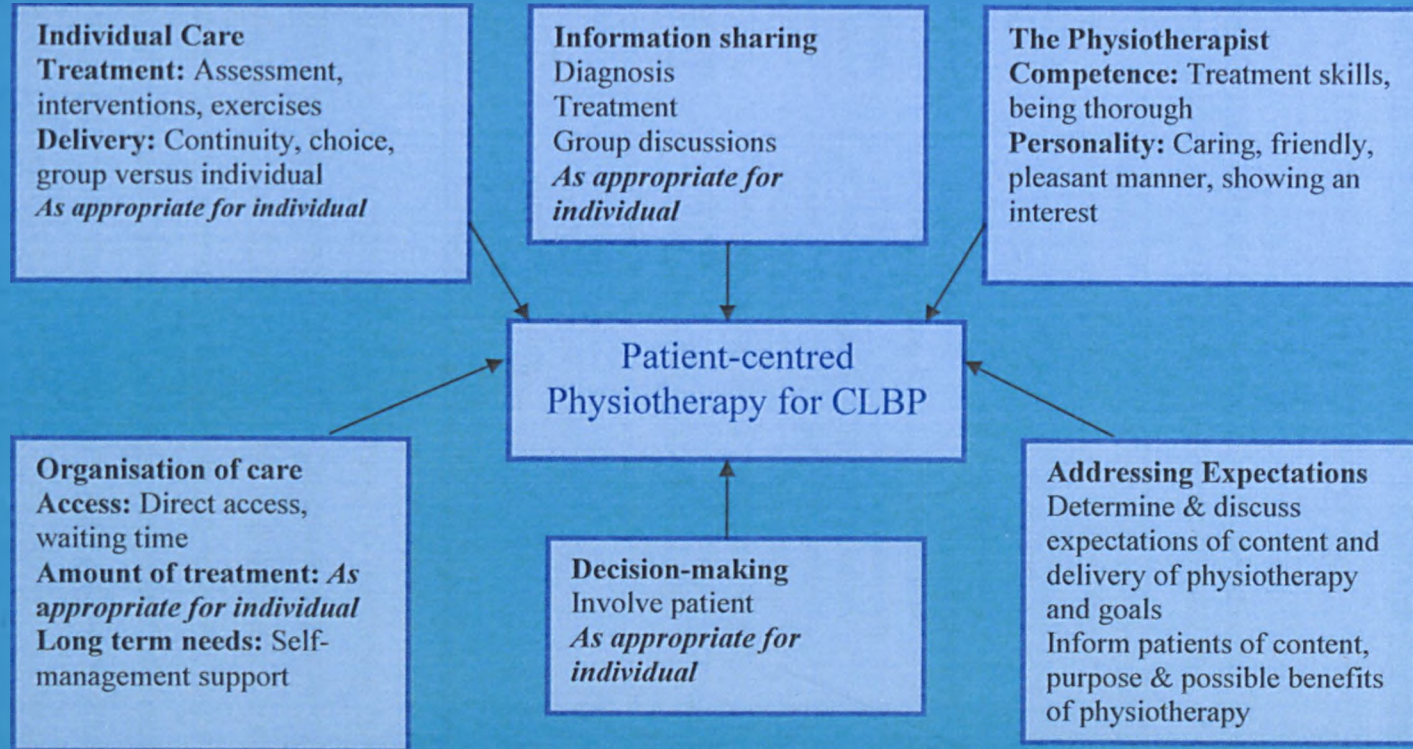 Individual Care
Treatment: Assessment,
interventions, exercises
Delivery: Continuity, choice,
group versus individual
As appropriate for individual
Information sharing
Diagnosis
Treatment
Group discussions
As appropriate for
individual
The Physiotherapist
Competence: Treatment skills,
being thorough
Personality: Caring, friendly,
pleasant manner, showing an
interest
Patient-centred
Physiotherapy for CLBP
Organisation of care
Access: Direct access,
waiting time
Amount of treatment: As
appropriate for individual
Long term needs: Self-
management support
Decision-making
Involve patient
As appropriate for
individual
Addressing Expectations
Determine & discuss
expectations of content and
delivery of physiotherapy
and goals
Inform patients of content,
purpose & possible benefits
of physiotherapy